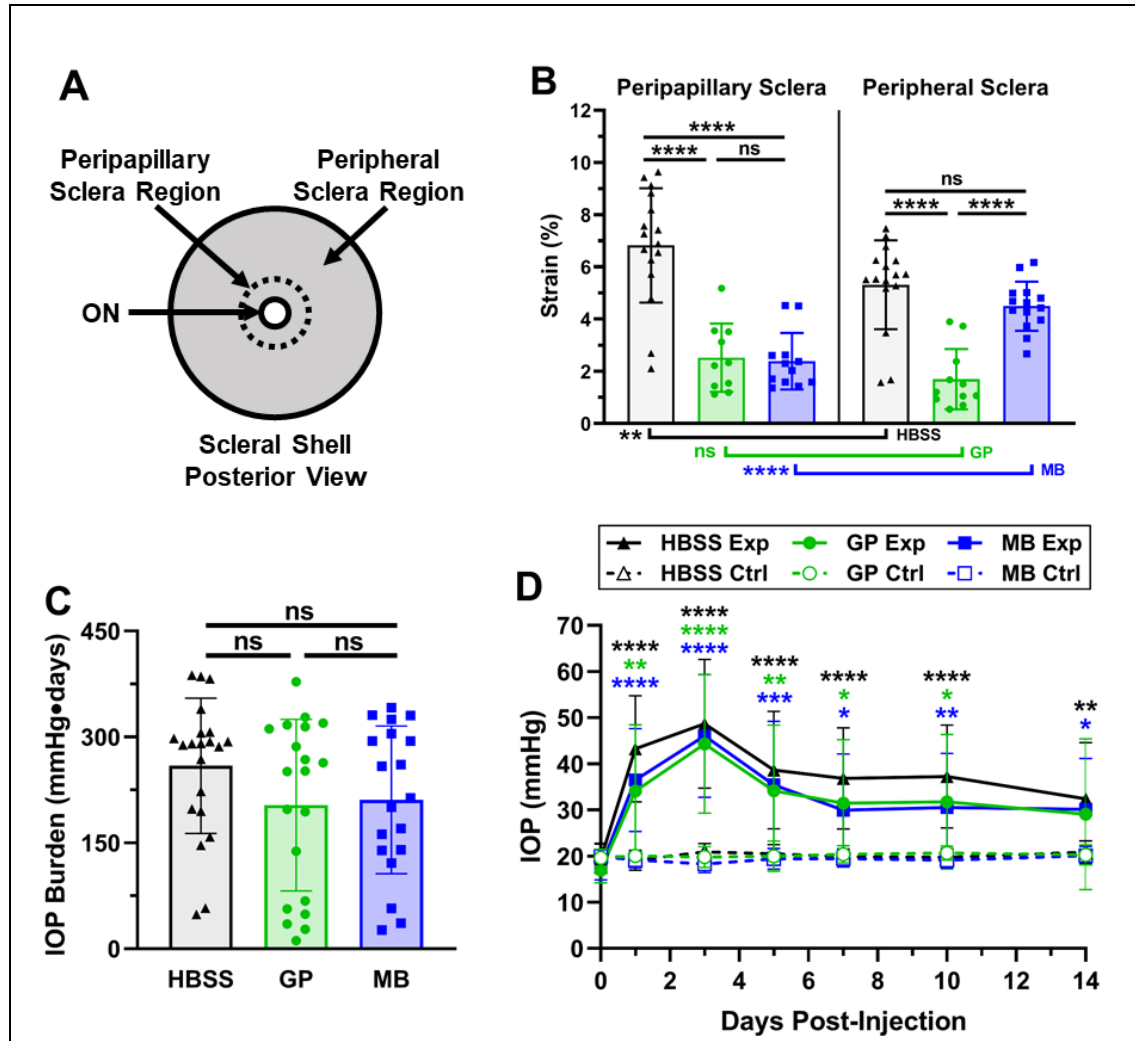 A
Peripapillary
Sclera Region
Peripheral
Sclera Region
ON
Scleral Shell
Posterior View
B
Peripapillary Sclera
Peripheral Sclera
Strain (%)
12
10
8
6
4
2
0
****
**** ns
ns
**** ****
** HBSS
ns GP
**** MB
C
IOP Burden (mmHg•days)
450
300
150
0
ns
ns ns
HBSS GP MB
HBSS Exp GP Exp MB Exp
HBSS Ctrl GP Ctrl MB Ctrl
D
IOP (mmHg)
70
60
50
40
30
20
10
0
****
**
****
****
****
****
****
**
***
****
*
*
****
*
**
**
*
0 2 4 6 8 10 12 14
Days Post-Injection